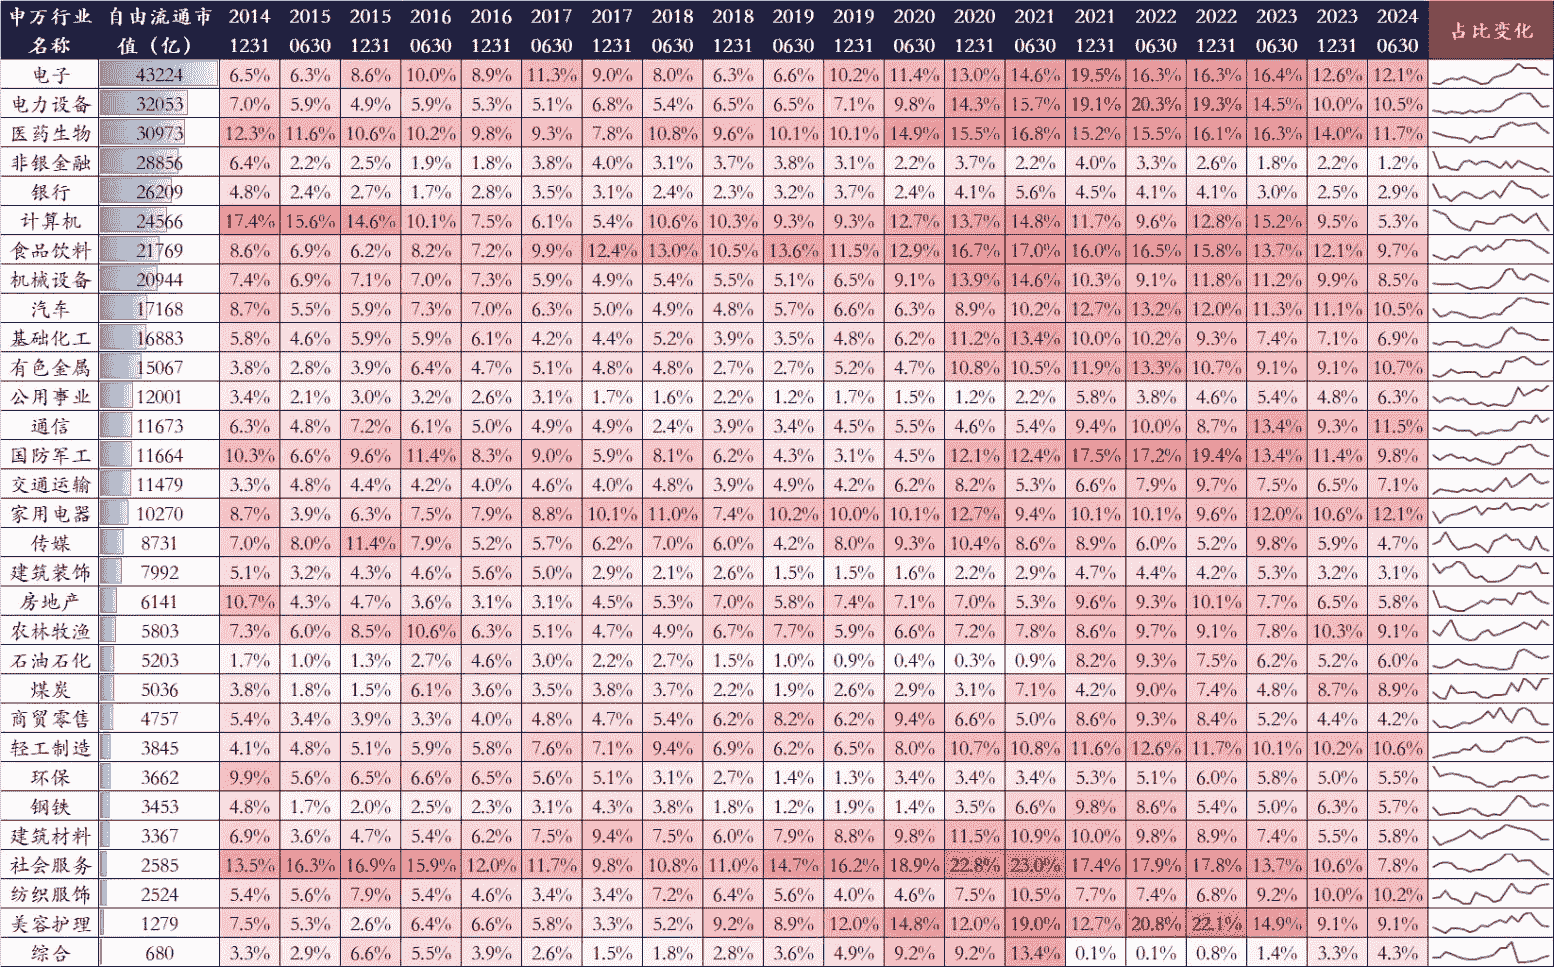 申万行业名称 自由流通市值（亿） 2014 1231 2015 0630 2015 1231 2016 0630 2016 1231 2017 0630 2017 1231 2018 0630 2018 1231 2019 0630 2019 1231 2020 0630 2020 1231 2021 0630 2021 1231 2022 0630 2022 1231 2023 0630 2023 1231 2024 0630 占比变化
电子 43224 6.5% 6.3% 8.6% 10.0% 8.9% 11.3% 9.0% 8.0% 6.3% 6.6% 10.2% 11.4% 13.0% 14.6% 19.5% 16.3% 16.3% 16.4% 12.6% 12.1%
电力设备 32053 7.0% 5.9% 4.9% 5.9% 5.3% 5.1% 6.8% 5.4% 6.5% 6.5% 7.1% 9.8% 14.3% 15.7% 19.1% 20.3% 19.3% 14.5% 10.0% 10.5%
医药生物 30973 12.3% 11.6% 10.6% 10.2% 9.8% 9.3% 7.8% 10.8% 9.6% 10.1% 10.1% 14.9% 15.5% 16.8% 15.2% 15.5% 16.1% 16.3% 14.0% 11.7%
非银金融 28856 6.4% 2.2% 2.5% 1.9% 1.8% 3.8% 4.0% 3.1% 3.7% 3.8% 3.1% 2.2% 3.7% 2.2% 4.0% 3.3% 2.6% 1.8% 2.2% 1.2%
银行 26209 4.8% 2.4% 2.7% 1.7% 2.8% 3.5% 3.1% 2.4% 2.3% 3.2% 3.7% 2.4% 4.1% 5.6% 4.5% 4.1% 4.1% 3.0% 2.5% 2.9%
计算机 24566 17.4% 15.6% 14.6% 10.1% 7.5% 6.1% 5.4% 10.6% 10.3% 9.3% 9.3% 12.7% 13.7% 14.8% 11.7% 9.6% 12.8% 15.2% 9.5% 5.3%
食品饮料 21769 8.6% 6.9% 6.2% 8.2% 7.2% 9.9% 12.4% 13.0% 10.5% 13.6% 11.5% 12.9% 16.7% 17.0% 16.0% 16.5% 15.8% 13.7% 12.1% 9.7%
机械设备 20944 7.4% 6.9% 7.1% 7.0% 7.3% 5.9% 4.9% 5.4% 5.5% 5.1% 6.5% 9.1% 13.9% 14.6% 10.3% 9.1% 11.8% 11.2% 9.9% 8.5%
汽车 17168 8.7% 5.5% 5.9% 7.3% 7.0% 6.3% 5.0% 4.9% 4.8% 5.7% 6.6% 6.3% 8.9% 10.2% 12.7% 13.2% 12.0% 11.3% 11.1% 10.5%
基础化工 16883 5.8% 4.6% 5.9% 5.9% 6.1% 4.2% 4.4% 5.2% 3.9% 3.5% 4.8% 6.2% 11.2% 13.4% 10.0% 10.2% 9.3% 7.4% 7.1% 6.9%
有色金属 15067 3.8% 2.8% 3.9% 6.4% 4.7% 5.1% 4.8% 4.8% 2.7% 2.7% 5.2% 4.7% 10.8% 10.5% 11.9% 13.3% 10.7% 9.1% 9.1% 10.7%
公用事业 12001 3.4% 2.1% 3.0% 3.2% 2.6% 3.1% 1.7% 1.6% 2.2% 1.2% 1.7% 1.5% 1.2% 2.2% 5.8% 3.8% 4.6% 5.4% 4.8% 6.3%
通信 11673 6.3% 4.8% 7.2% 6.1% 5.0% 4.9% 4.9% 2.4% 3.9% 3.4% 4.5% 5.5% 4.6% 5.4% 9.4% 10.0% 8.7% 13.4% 9.3% 11.5%
国防军工 11664 10.3% 6.6% 9.6% 11.4% 8.3% 9.0% 5.9% 8.1% 6.2% 4.3% 3.1% 4.5% 12.1% 12.4% 17.5% 17.2% 19.4% 13.4% 11.4% 9.8%
交通运输 11479 3.3% 4.8% 4.4% 4.2% 4.0% 4.6% 4.0% 4.8% 3.9% 4.9% 4.2% 6.2% 8.2% 5.3% 6.6% 7.9% 9.7% 7.5% 6.5% 7.1%
家用电器 10270 8.7% 3.9% 6.3% 7.5% 7.9% 8.8% 10.1% 11.0% 7.4% 10.2% 10.0% 10.1% 12.7% 9.4% 10.1% 10.1% 9.6% 12.0% 10.6% 12.1%
传媒 8731 7.0% 8.0% 11.4% 7.9% 5.2% 5.7% 6.2% 7.0% 6.0% 4.2% 8.0% 9.3% 10.4% 8.6% 8.9% 6.0% 5.2% 9.8% 5.9% 4.7%
建筑装饰 7992 5.1% 3.2% 4.3% 4.6% 5.6% 5.0% 2.9% 2.1% 2.6% 1.5% 1.5% 1.6% 2.2% 2.9% 4.7% 4.4% 4.2% 5.3% 3.2% 3.1%
房地产 6141 10.7% 4.3% 4.7% 3.6% 3.1% 3.1% 4.5% 5.3% 7.0% 5.8% 7.4% 7.1% 7.0% 5.3% 9.6% 9.3% 10.1% 7.7% 6.5% 5.8%
农林牧渔 5803 7.3% 6.0% 8.5% 10.6% 6.3% 5.1% 4.7% 4.9% 6.7% 7.7% 5.9% 6.6% 7.2% 7.8% 8.6% 9.7% 9.1% 7.8% 10.3% 9.1%
石油石化 5203 1.7% 1.0% 1.3% 2.7% 4.6% 3.0% 2.2% 2.7% 1.5% 1.0% 0.9% 0.4% 0.3% 0.9% 8.2% 9.3% 7.5% 6.2% 5.2% 6.0%
煤炭 5036 3.8% 1.8% 1.5% 6.1% 3.6% 3.5% 3.8% 3.7% 2.2% 1.9% 2.6% 2.9% 3.1% 7.1% 4.2% 9.0% 7.4% 4.8% 8.7% 8.9%
商贸零售 4757 5.4% 3.4% 3.9% 3.3% 4.0% 4.8% 4.7% 5.4% 6.2% 8.2% 6.2% 9.4% 6.6% 5.0% 8.6% 9.3% 8.4% 5.2% 4.4% 4.2%
轻工制造 3845 4.1% 4.8% 5.1% 5.9% 5.8% 7.6% 7.1% 9.4% 6.9% 6.2% 6.5% 8.0% 10.7% 10.8% 11.6% 12.6% 11.7% 10.1% 10.2% 10.6%
环保 3662 9.9% 5.6% 6.5% 6.6% 6.5% 5.6% 5.1% 3.1% 2.7% 1.4% 1.3% 3.4% 3.4% 3.4% 5.3% 5.1% 6.0% 5.8% 5.0% 5.5%
钢铁 3453 4.8% 1.7% 2.0% 2.5% 2.3% 3.1% 4.3% 3.8% 1.8% 1.2% 1.9% 1.4% 3.5% 6.6% 9.8% 8.6% 5.4% 5.0% 6.3% 5.7%
建筑材料 3367 6.9% 3.6% 4.7% 5.4% 6.2% 7.5% 9.4% 7.5% 6.0% 7.9% 8.8% 9.8% 11.5% 10.9% 10.0% 9.8% 8.9% 7.4% 5.5% 5.8%
社会服务 2585 13.5% 16.3% 16.9% 15.9% 12.0% 11.7% 9.8% 10.8% 11.0% 14.7% 16.2% 18.9% 22.8% 23.0% 17.4% 17.9% 17.8% 13.7% 10.6% 7.8%
纺织服饰 2524 5.4% 5.6% 7.9% 5.4% 4.6% 3.4% 3.4% 7.2% 6.4% 5.6% 4.0% 4.6% 7.5% 10.5% 7.7% 7.4% 6.8% 9.2% 10.0% 10.2%
美容护理 1279 7.5% 5.3% 2.6% 6.4% 6.6% 5.8% 3.3% 5.2% 9.2% 8.9% 12.0% 14.8% 12.0% 19.0% 12.7% 20.8% 22.1% 14.9% 9.1% 9.1%
综合 680 3.3% 2.9% 6.6% 5.5% 3.9% 2.6% 1.5% 1.8% 2.8% 3.6% 4.9% 9.2% 9.2% 13.4% 0.1% 0.1% 0.8% 1.4% 3.3% 4.3%